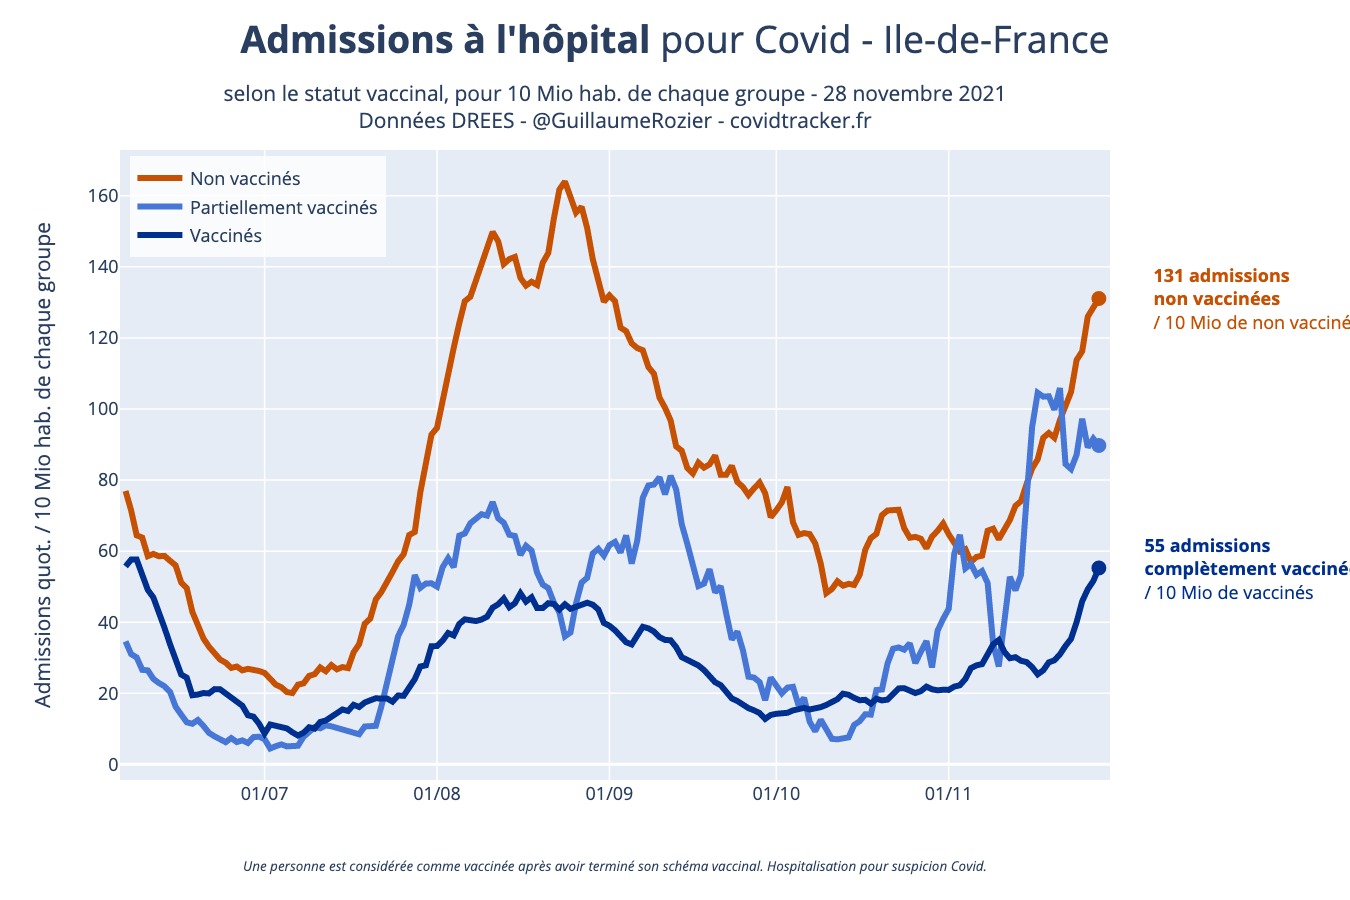 Admissions à l'hôpital pour Covid - Ile-de-France
selon le statut vaccinal, pour 10 Mio hab. de chaque groupe - 28 novembre 2021
Données DREES - @GuillaumeRozier - covidtracker.fr
Non vaccinés
Partiellement vaccinés
Vaccinés
Admissions quot. / 10 Mio hab. de chaque groupe
160
140
120
100
80
60
40
20
0
01/07
01/08
01/09
01/10
01/11
131 admissions
non vaccinées
/ 10 Mio de non vacciné
55 admissions
complètement vacciné
/ 10 Mio de vaccinés
Une personne est considérée comme vaccinée après avoir terminé son schéma vaccinal. Hospitalisation pour suspicion Covid.